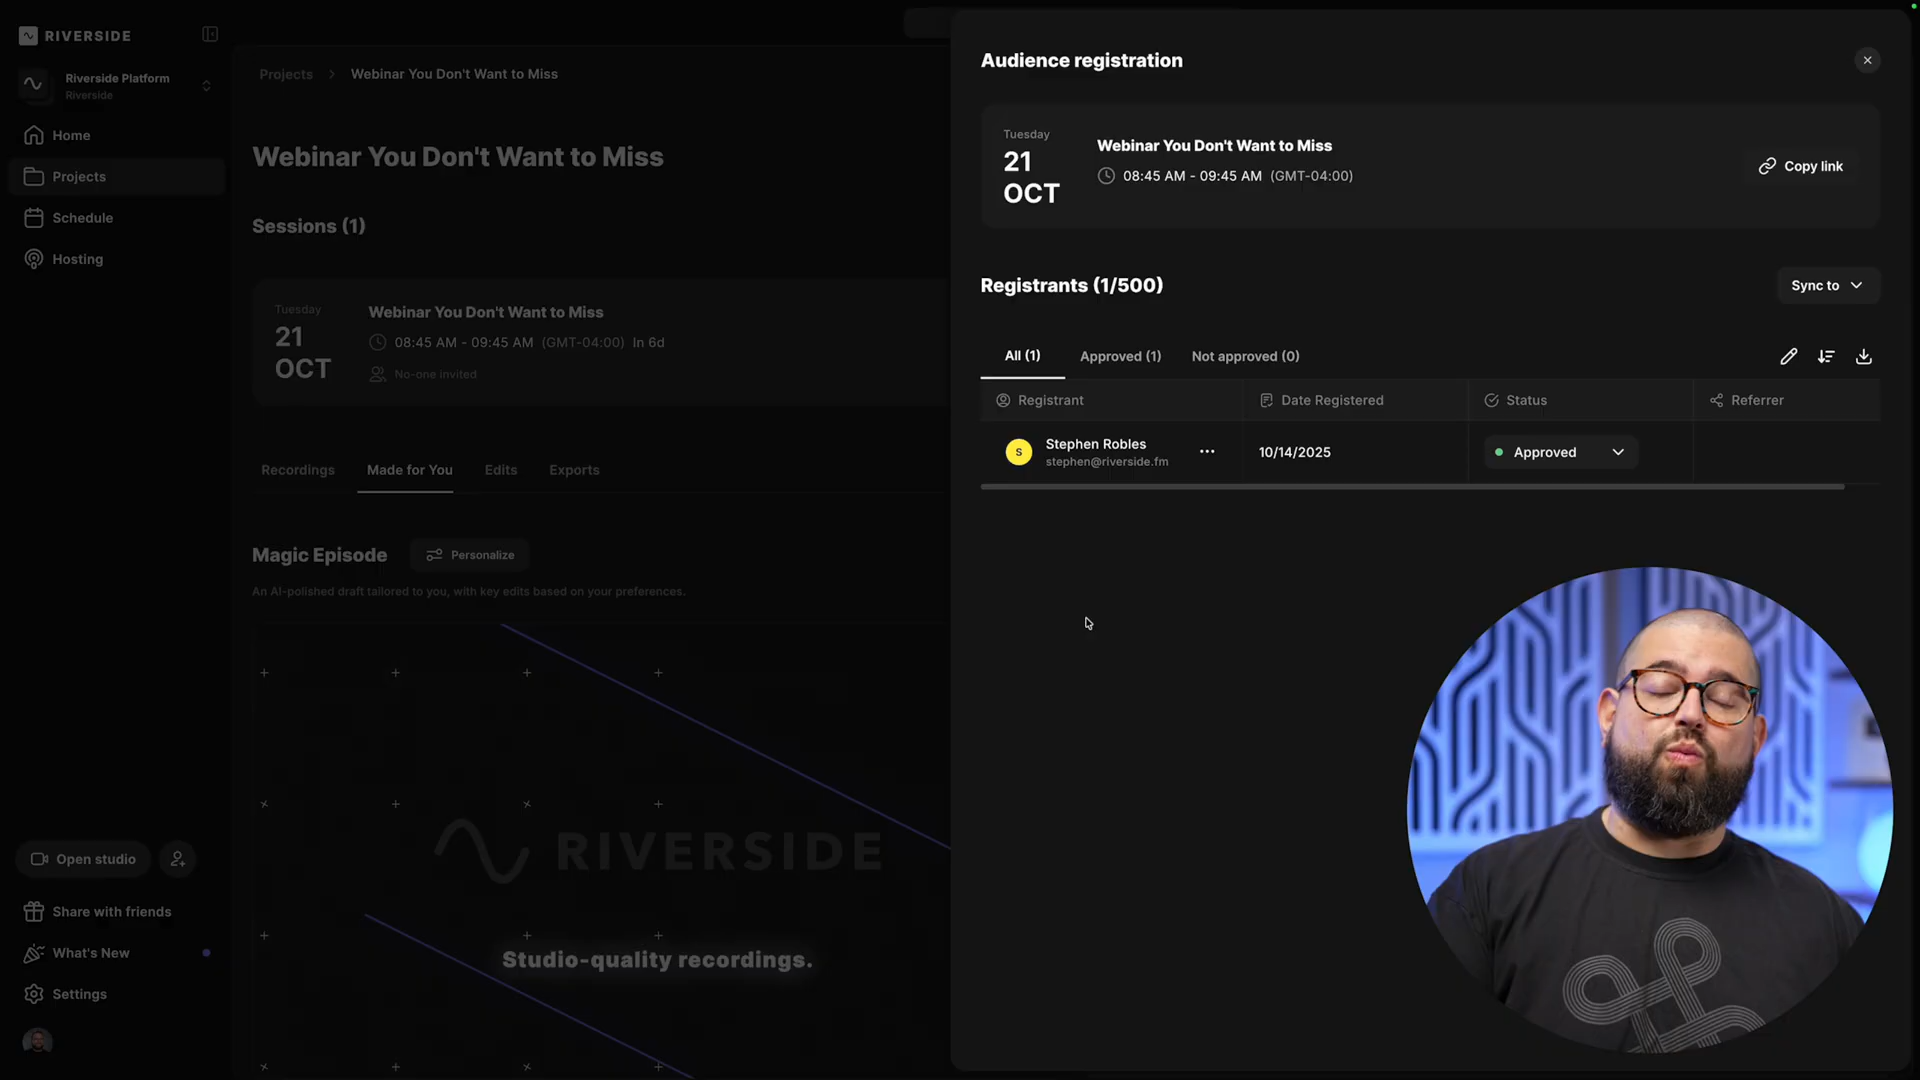 RIVERSIDE
Riverside Platform
Riverside
Home
Projects
Schedule
Hosting
Open studio
Share with friends
What's New
Settings
Projects > Webinar You Don't Want to Miss
Webinar You Don't Want to Miss
Sessions (1)
Tuesday
21
OCT
Webinar You Don't Want to Miss
08:45 AM - 09:45 AM (GMT-04:00) In 6d
No-one invited
Recordings Made for You Edits Exports
Magic Episode Personalize
An AI-polished draft tailored to you, with key edits based on your preferences.
RIVERSIDE
Studio-quality recordings.
Audience registration
Tuesday
21
OCT
Webinar You Don't Want to Miss
08:45 AM - 09:45 AM (GMT-04:00)
Copy link
Registrants (1/500)
Sync to
All (1) Approved (1) Not approved (0)
Registrant Date Registered Status Referrer
S
Stephen Robles
stephen@riverside.fm
10/14/2025
Approved